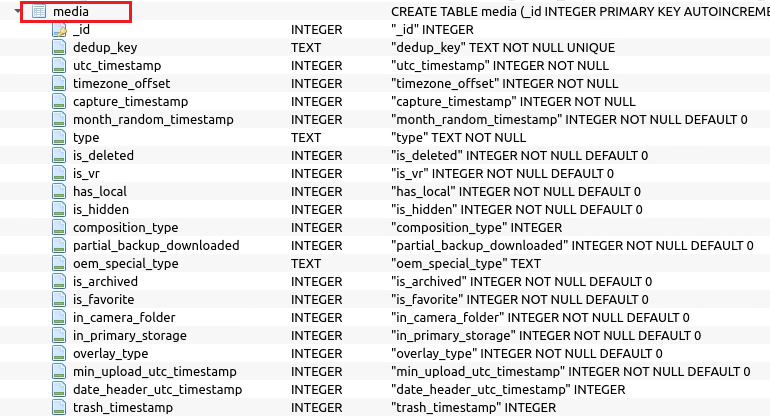 media CREATE TABLE media (_id INTEGER PRIMARY KEY AUTOINCREME
_id INTEGER "_id" INTEGER
dedup_key TEXT "dedup_key" TEXT NOT NULL UNIQUE
utc_timestamp INTEGER "utc_timestamp" INTEGER NOT NULL
timezone_offset INTEGER "timezone_offset" INTEGER NOT NULL
capture_timestamp INTEGER "capture_timestamp" INTEGER NOT NULL
month_random_timestamp INTEGER "month_random_timestamp" INTEGER NOT NULL DEFAULT 0
type TEXT "type" TEXT NOT NULL
is_deleted INTEGER "is_deleted" INTEGER NOT NULL DEFAULT 0
is_vr INTEGER "is_vr" INTEGER NOT NULL DEFAULT 0
has_local INTEGER "has_local" INTEGER NOT NULL DEFAULT 0
is_hidden INTEGER "is_hidden" INTEGER NOT NULL DEFAULT 0
composition_type INTEGER "composition_type" INTEGER
partial_backup_downloaded INTEGER "partial_backup_downloaded" INTEGER NOT NULL DEFAULT 0
oem_special_type TEXT "oem_special_type" TEXT
is_archived INTEGER "is_archived" INTEGER NOT NULL DEFAULT 0
is_favorite INTEGER "is_favorite" INTEGER NOT NULL DEFAULT 0
in_camera_folder INTEGER "in_camera_folder" INTEGER NOT NULL DEFAULT 0
in_primary_storage INTEGER "in_primary_storage" INTEGER NOT NULL DEFAULT 0
overlay_type INTEGER "overlay_type" INTEGER NOT NULL DEFAULT 0
min_upload_utc_timestamp INTEGER "min_upload_utc_timestamp" INTEGER NOT NULL DEFAULT 0
date_header_utc_timestamp INTEGER "date_header_utc_timestamp" INTEGER
trash_timestamp INTEGER "trash_timestamp" INTEGER